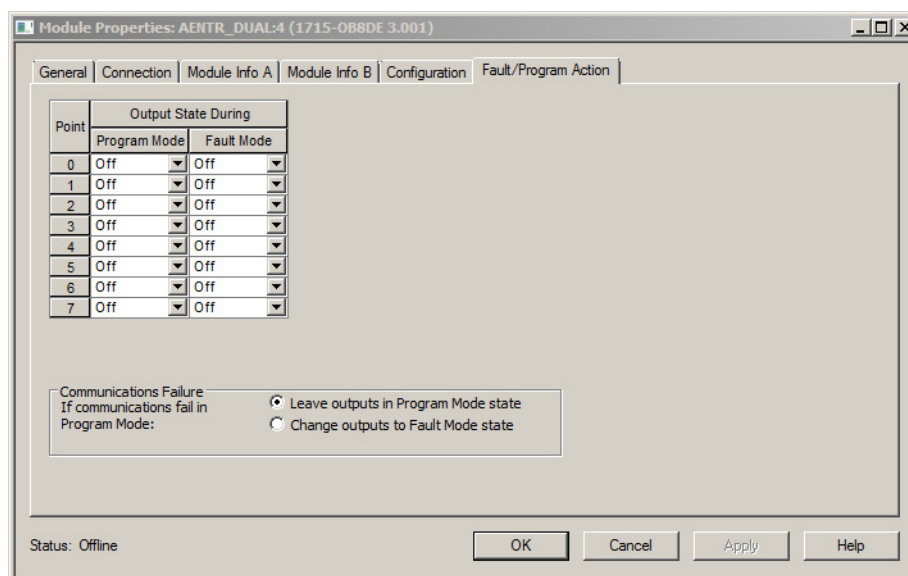 Module Properties: AENTR_DUAL:4 (1715-OB8DE 3.001)
General Connection Module Info A Module Info B Configuration Fault/Program Action
Point
Output State During
Program Mode Fault Mode
0 Off Off
1 Off Off
2 Off Off
3 Off Off
4 Off Off
5 Off Off
6 Off Off
7 Off Off
Communications Failure
If communications fail in
Program Mode:
Leave outputs in Program Mode state
Change outputs to Fault Mode state
Status: Offline
OK Cancel Apply Help